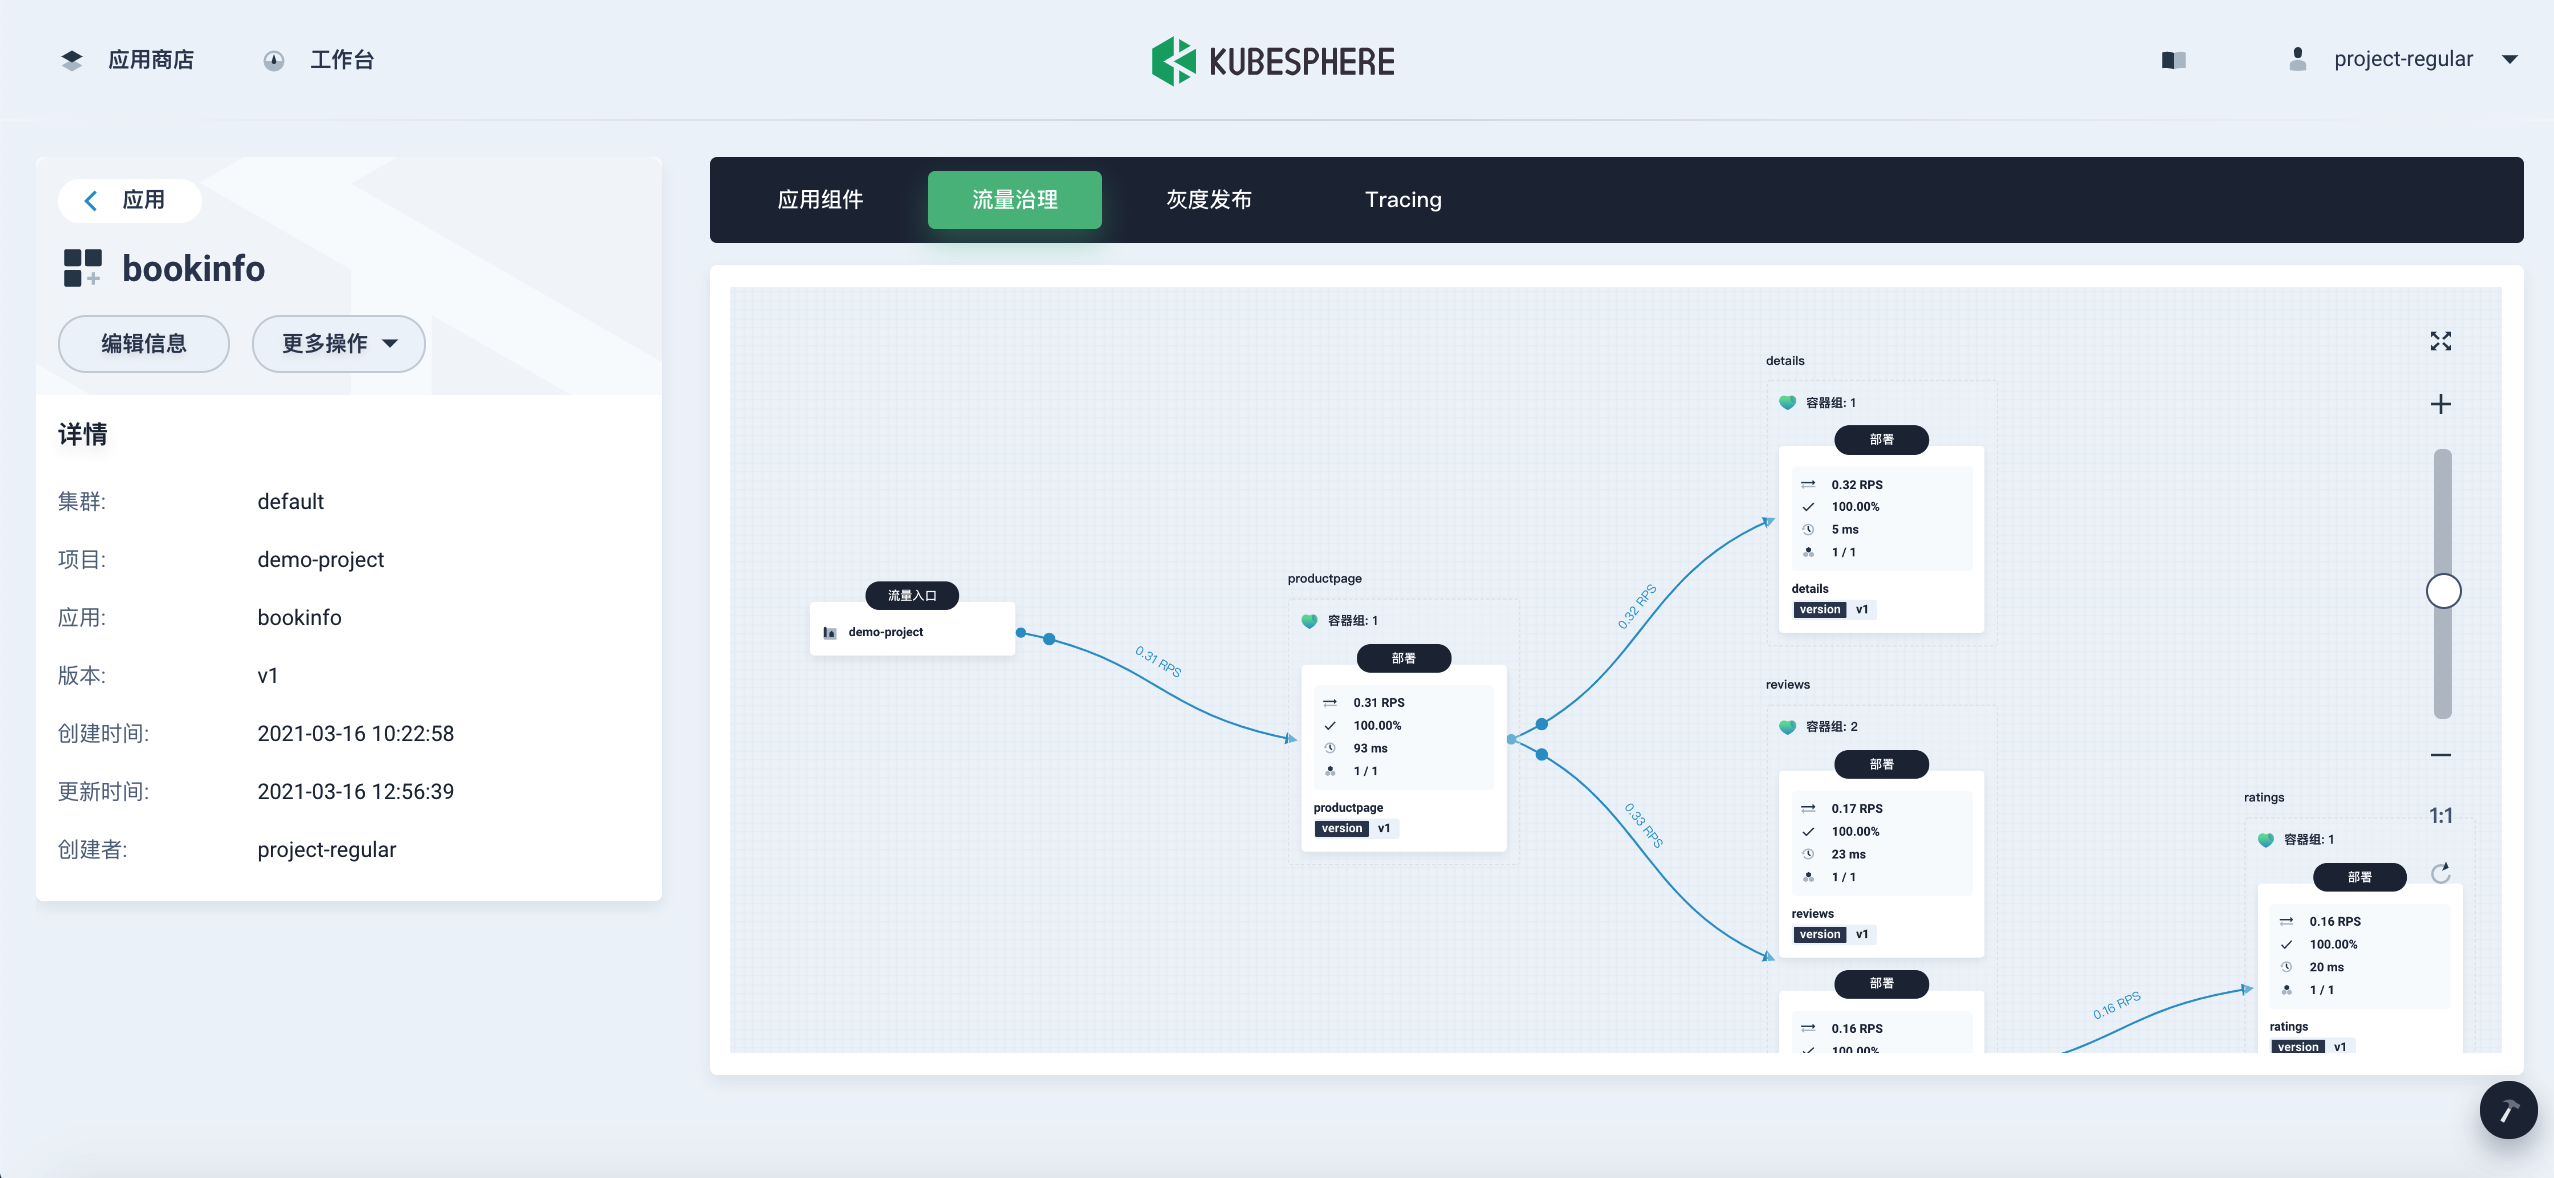 应用商店
工作台
KUBESPHERE
project-regular
应用
bookinfo
编辑信息
更多操作
详情
集群: default
项目: demo-project
应用: bookinfo
版本: v1
创建时间: 2021-03-16 10:22:58
更新时间: 2021-03-16 12:56:39
创建者: project-regular
应用组件
流量治理
灰度发布
Tracing
流量入口
demo-project
0.31 RPS
productpage
容器组: 1
部署
0.31 RPS
100.00%
93 ms
1 / 1
productpage
version v1
0.32 RPS
0.33 RPS
details
容器组: 1
部署
0.32 RPS
100.00%
5 ms
1 / 1
details
version v1
reviews
容器组: 2
部署
0.17 RPS
100.00%
23 ms
1 / 1
reviews
version v1
部署
0.16 RPS
100.00%
0.16 RPS
ratings
容器组: 1
部署
0.16 RPS
100.00%
20 ms
1 / 1
ratings
version v1
1:1